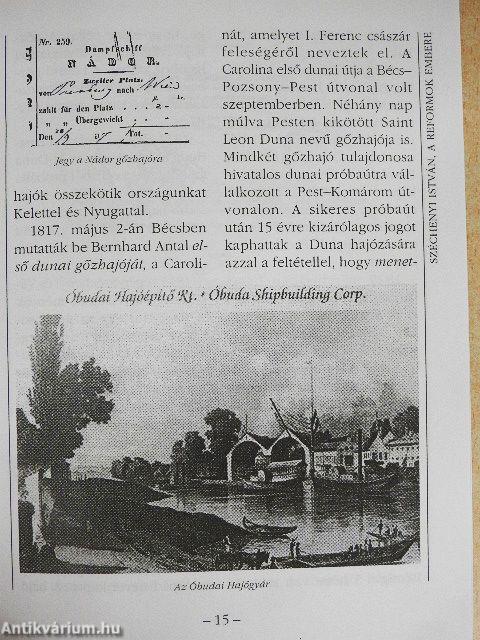 Nr. 259.
Dampfschiff
NÁDOR.
Zweiter Platz
von nach
zahlt für den Platz . . . 2 -
„ „ Übergewicht . . -
Den Tot. -
Jegy a Nádor gőzhajóra
hajók összekötik országunkat
Kelettel és Nyugattal.
1817. május 2-án Bécsben
mutatták be Bernhard Antal el-
ső dunai gőzhajóját, a Caroli-
nát, amelyet I. Ferenc császár
feleségéről neveztek el. A
Carolina első dunai útja a Bécs–
Pozsony–Pest útvonal volt
szeptemberben. Néhány nap
múlva Pesten kikötött Saint
Leon Duna nevű gőzhajója is.
Mindkét gőzhajó tulajdonosa
hivatalos dunai próbaútra vál-
lalkozott a Pest–Komárom út-
vonalon. A sikeres próbaút
után 15 évre kizárólagos jogot
kaphattak a Duna hajózására
azzal a feltétellel, hogy menet-
SZÉCHENYI ISTVÁN, A REFORMOK EMBERE
Óbudai Hajóépítő Rt. * Óbuda Shipbuilding Corp.
Az Óbudai Hajógyár
– 15 –
Antikvárium.hu